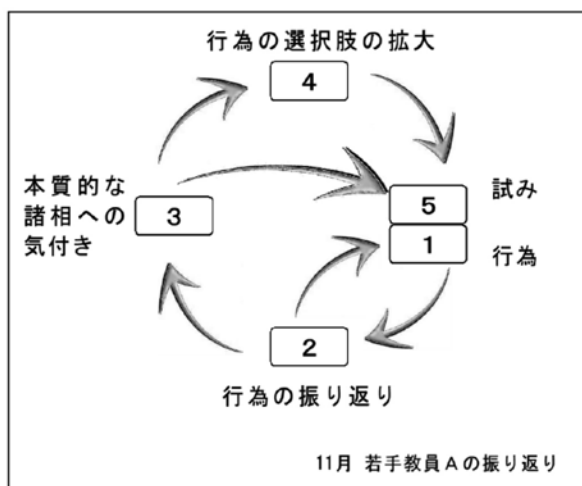 行為の選択肢の拡大
4
本質的な
諸相への
気付き
3
5
試み
1
行為
2
行為の振り返り
11月 若手教員Aの振り返り